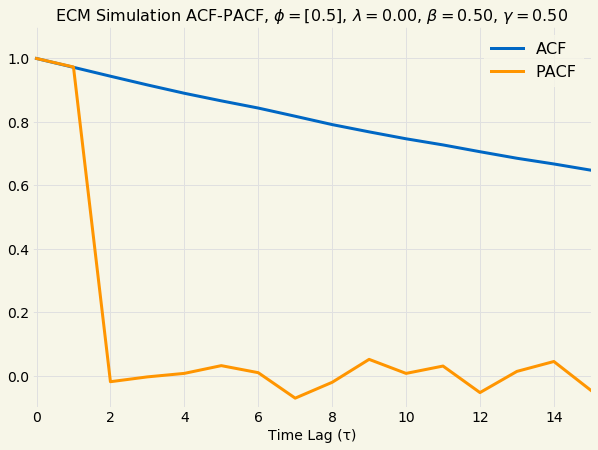 ECM Simulation ACF-PACF, ϕ = [0.5], λ = 0.00, β = 0.50, γ = 0.50
ACF
PACF
1.0
0.8
0.6
0.4
0.2
0.0
0 2 4 6 8 10 12 14
Time Lag (τ)